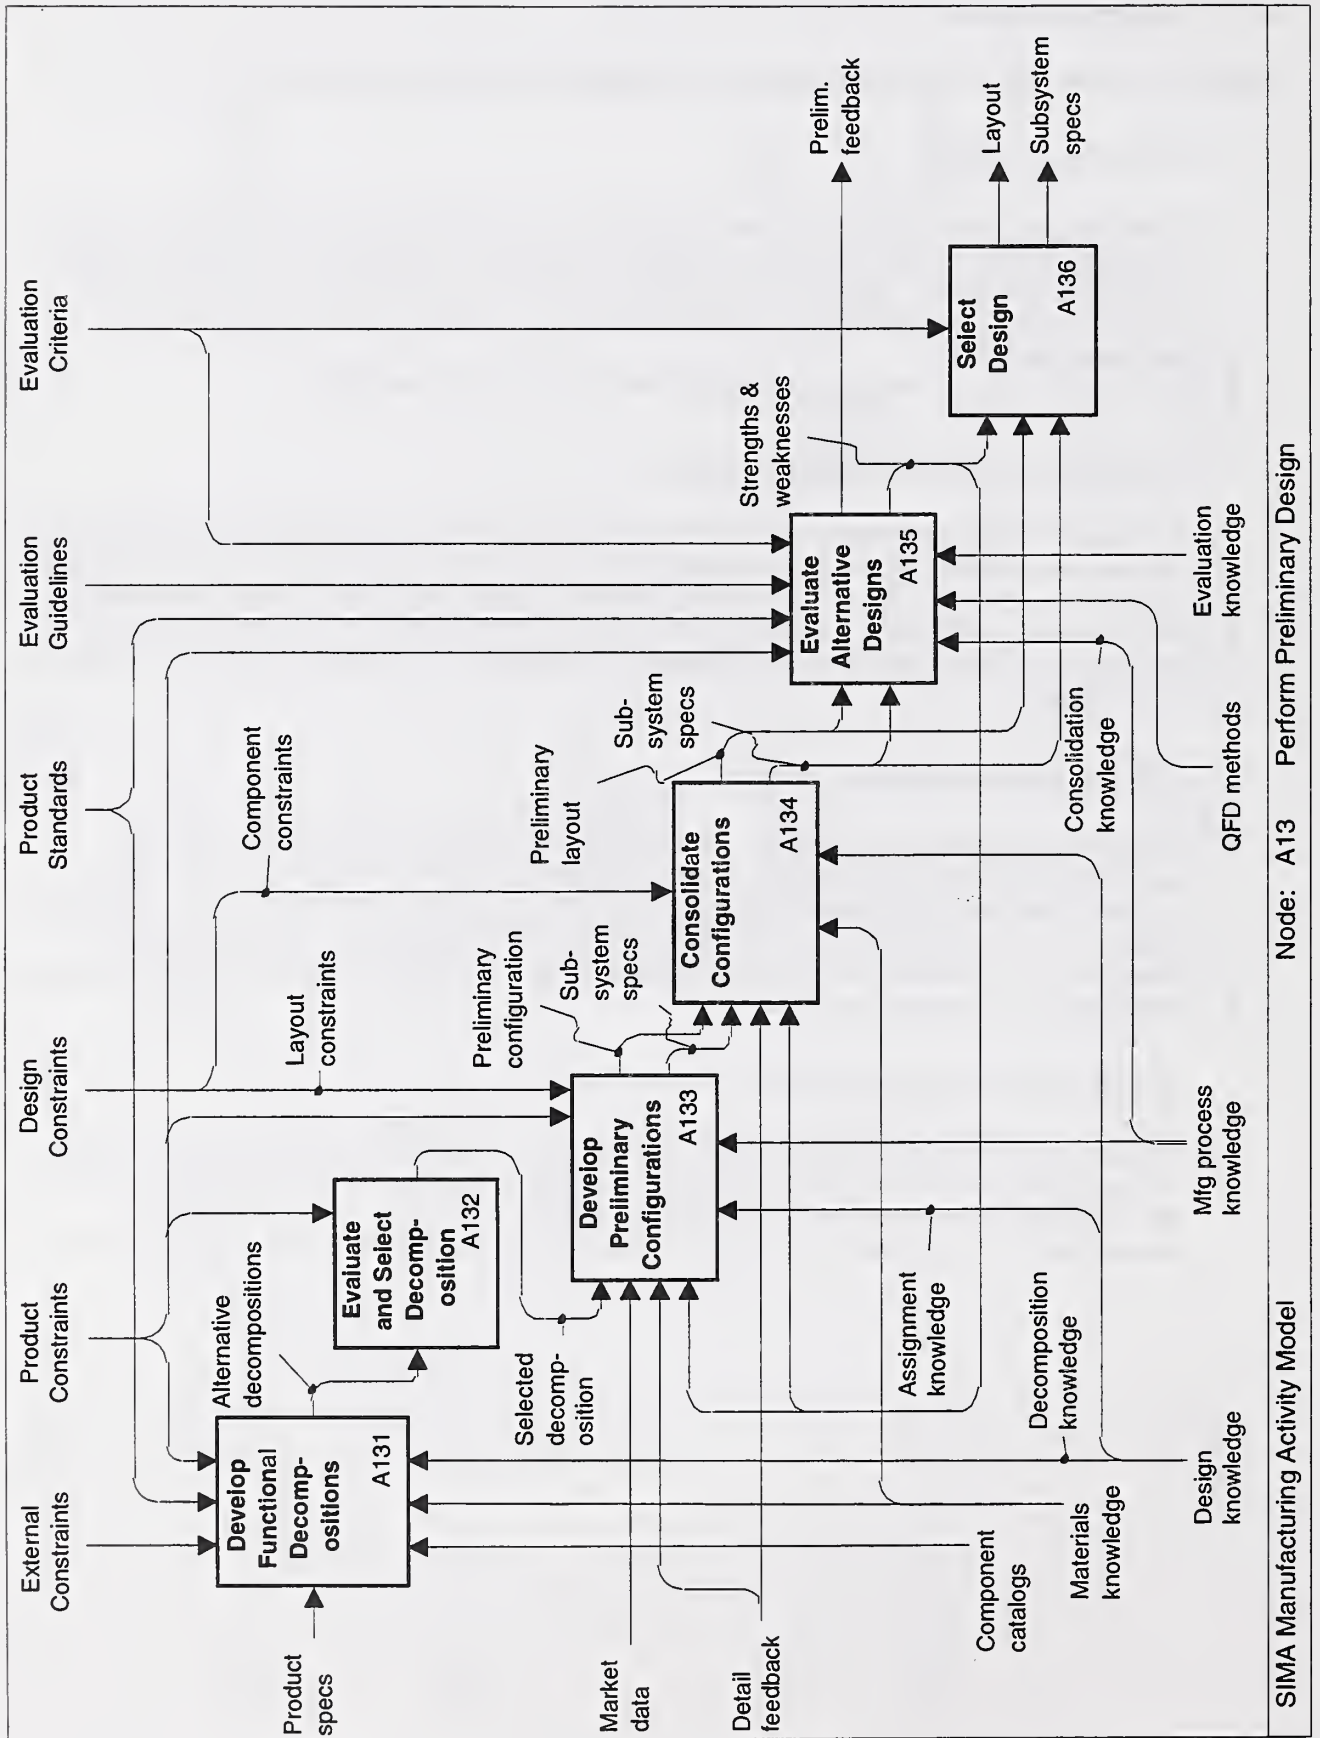 External
Constraints
Product
Constraints
Design
Constraints
Product
Standards
Evaluation
Guidelines
Evaluation
Criteria
Product
specs
Develop
Functional
Decomp-
ositions
A131
Alternative
decompositions
Evaluate
and Select
Decomp-
osition
A132
Layout
constraints
Component
constraints
Selected
decomp-
osition
Market
data
Detail
feedback
Develop
Preliminary
Configurations
A133
Preliminary
configuration
Sub-
system
specs
Consolidate
Configurations
A134
Preliminary
layout
Sub-
system
specs
Evaluate
Alternative
Designs
A135
Strengths &
weaknesses
Prelim.
feedback
Select
Design
A136
Layout
Subsystem
specs
Component
catalogs
Materials
knowledge
Decomposition
knowledge
Assignment
knowledge
Consolidation
knowledge
Design
knowledge
Mfg process
knowledge
QFD methods
Evaluation
knowledge
SIMA Manufacturing Activity Model
Node: A13
Perform Preliminary Design